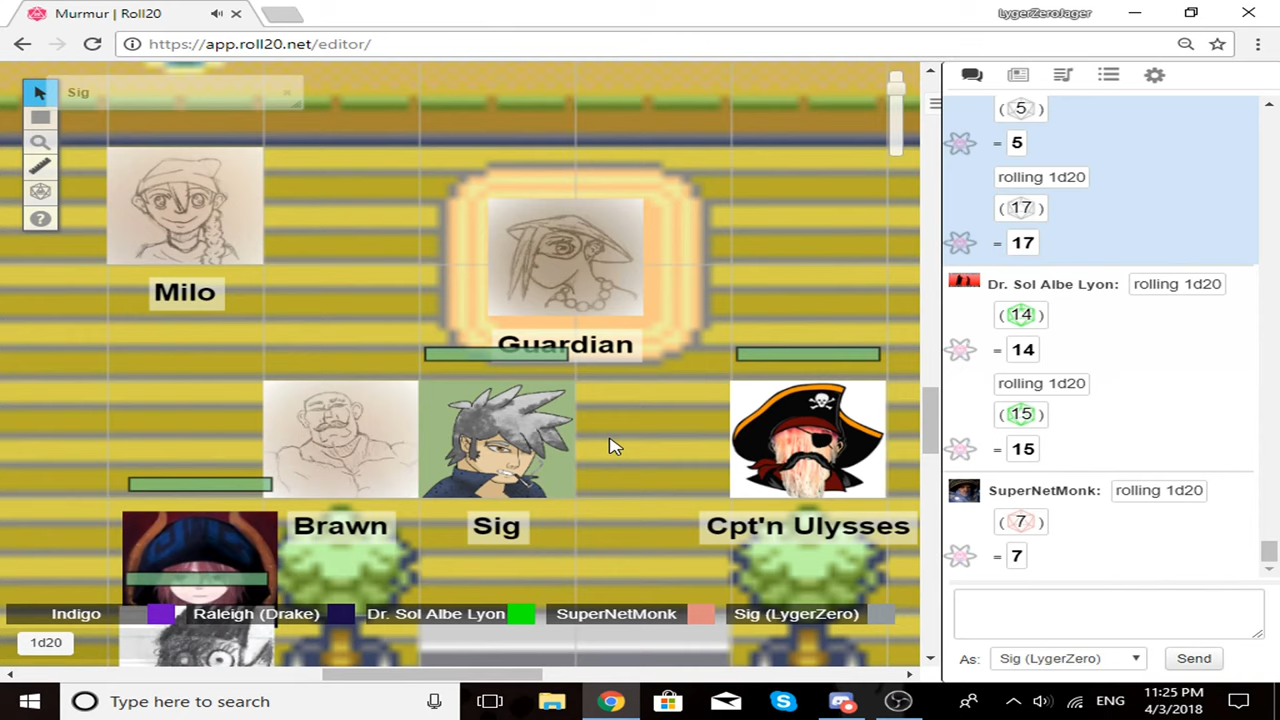 Murmur | Roll20
LygerZeroJager
https://app.roll20.net/editor/
Sig
Milo
Guardian
Brawn
Sig
Cpt'n Ulysses
Indigo
Raleigh (Drake)
Dr. Sol Albe Lyon
SuperNetMonk
Sig (LygerZero)
1d20
( 5 )
= 5
rolling 1d20
( 17 )
= 17
Dr. Sol Albe Lyon: rolling 1d20
( 14 )
= 14
rolling 1d20
( 15 )
= 15
SuperNetMonk: rolling 1d20
( 7 )
= 7
As: Sig (LygerZero)
Send
Type here to search
ENG
11:25 PM
4/3/2018